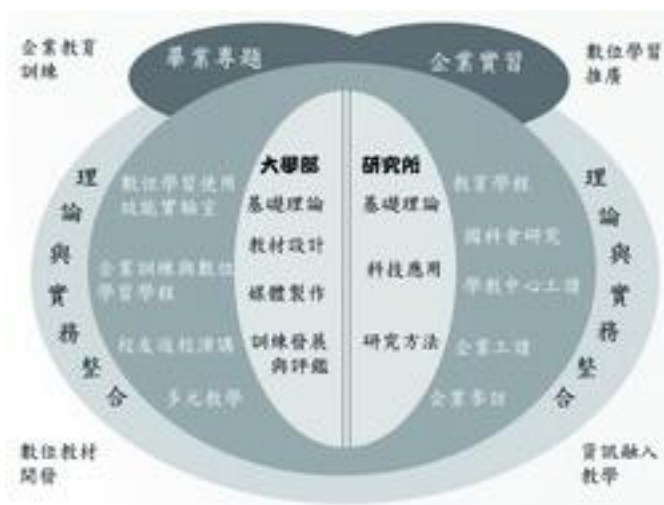 企業教育
訓練
畢業專題
企業實習
數位學習
推廣
大學部
基礎理論
教材設計
媒體製作
訓練發展
與評鑑
研究所
基礎理論
科技應用
研究方法
數位學習使用
效能實驗室
企業訓練與數位
學習學程
校友返校演講
多元教學
教育學程
國科會研究
學教中心工讀
企業工讀
企業參訪
理論與實務整合
理論與實務整合
數位教材
開發
資訊融入
教學